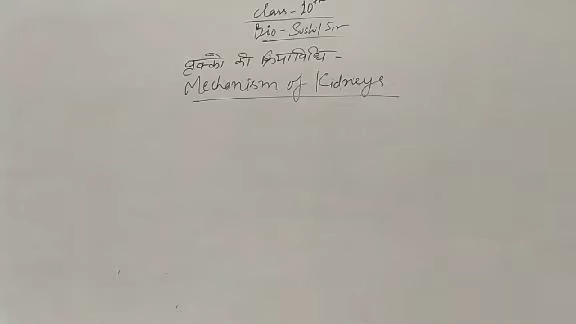 Class - 10th
Bio - Sushil Sir
वृक्कों की क्रियाविधि -
Mechanism of Kidneys